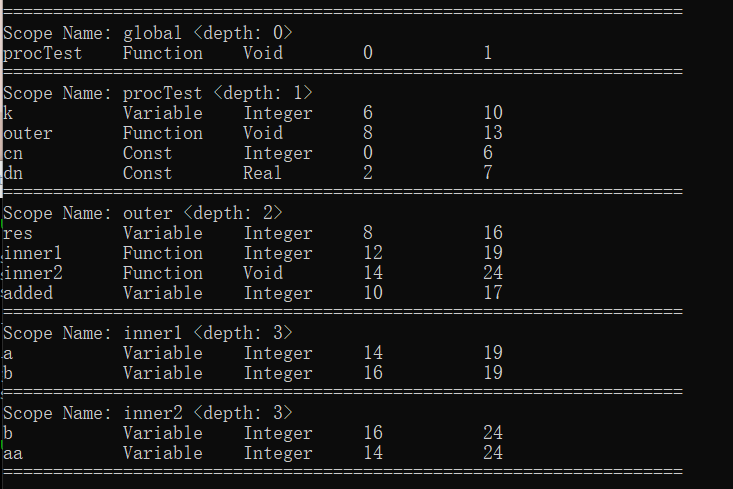 ====================================================================
Scope Name: global <depth: 0>
procTest    Function    Void        0           1
====================================================================
Scope Name: procTest <depth: 1>
k           Variable    Integer     6           10
outer       Function    Void        8           13
cn          Const       Integer     0           6
dn          Const       Real        2           7
====================================================================
Scope Name: outer <depth: 2>
res         Variable    Integer     8           16
inner1      Function    Integer     12          19
inner2      Function    Void        14          24
added       Variable    Integer     10          17
====================================================================
Scope Name: inner1 <depth: 3>
a           Variable    Integer     14          19
b           Variable    Integer     16          19
====================================================================
Scope Name: inner2 <depth: 3>
b           Variable    Integer     16          24
aa          Variable    Integer     14          24
====================================================================